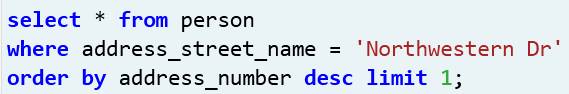 select * from person
where address_street_name = 'Northwestern Dr'
order by address_number desc limit 1;